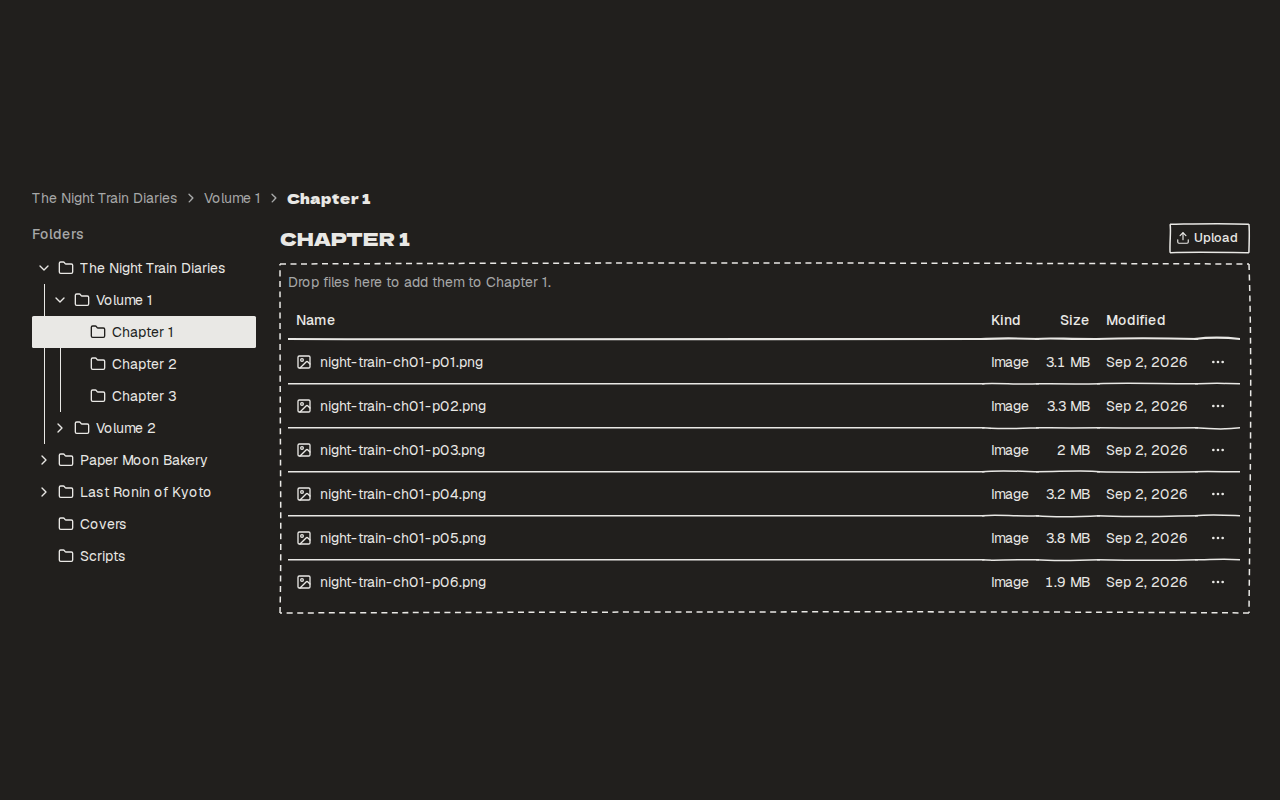 The Night Train Diaries > Volume 1 > Chapter 1
Folders
The Night Train Diaries
Volume 1
Chapter 1
Chapter 2
Chapter 3
Volume 2
Paper Moon Bakery
Last Ronin of Kyoto
Covers
Scripts
CHAPTER 1
Upload
Drop files here to add them to Chapter 1.
Name Kind Size Modified
night-train-ch01-p01.png Image 3.1 MB Sep 2, 2026
night-train-ch01-p02.png Image 3.3 MB Sep 2, 2026
night-train-ch01-p03.png Image 2 MB Sep 2, 2026
night-train-ch01-p04.png Image 3.2 MB Sep 2, 2026
night-train-ch01-p05.png Image 3.8 MB Sep 2, 2026
night-train-ch01-p06.png Image 1.9 MB Sep 2, 2026